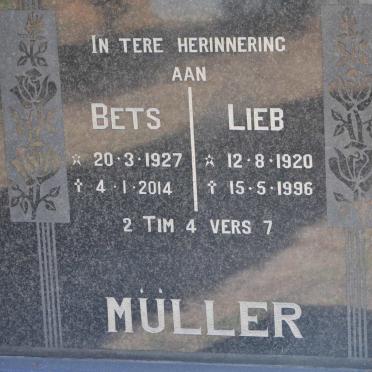 IN TERE HERINNERING
AAN
BETS LIEB
☆ 20·3·1927 ☆ 12·8·1920
† 4·1·2014 † 15·5·1996
2 TIM 4 VERS 7
MÜLLER